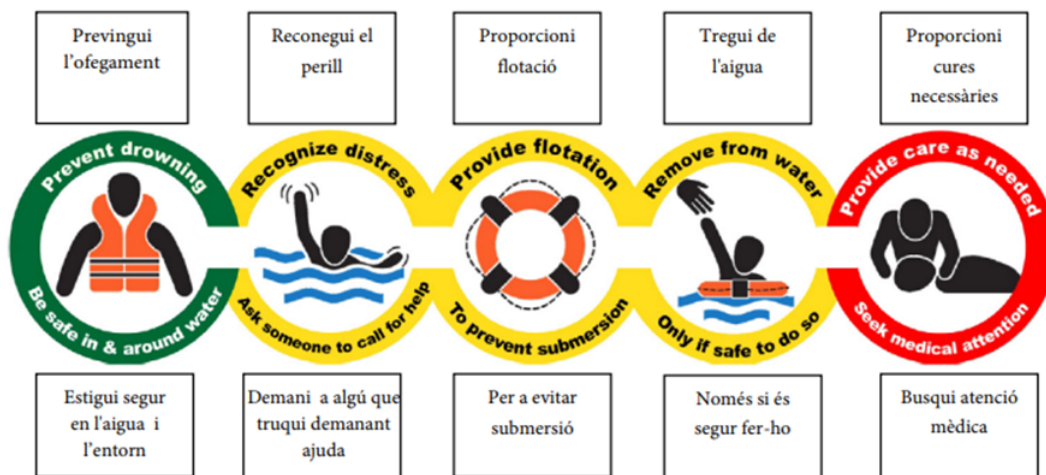 Previngui
l'ofegament
Reconegui el
perill
Proporcioni
flotació
Tregui de
l'aigua
Proporcioni
cures
necessàries
Prevent drowning
Be safe in & around water
Recognize distress
Ask someone to call for help
Provide flotation
To prevent submersion
Remove from water
Only if safe to do so
Provide care as needed
Seek medical attention
Estigui segur
en l'aigua i
l'entorn
Demani a algú que
truqui demanant
ajuda
Per a evitar
submersió
Només si és
segur fer-ho
Busqui atenció
mèdica